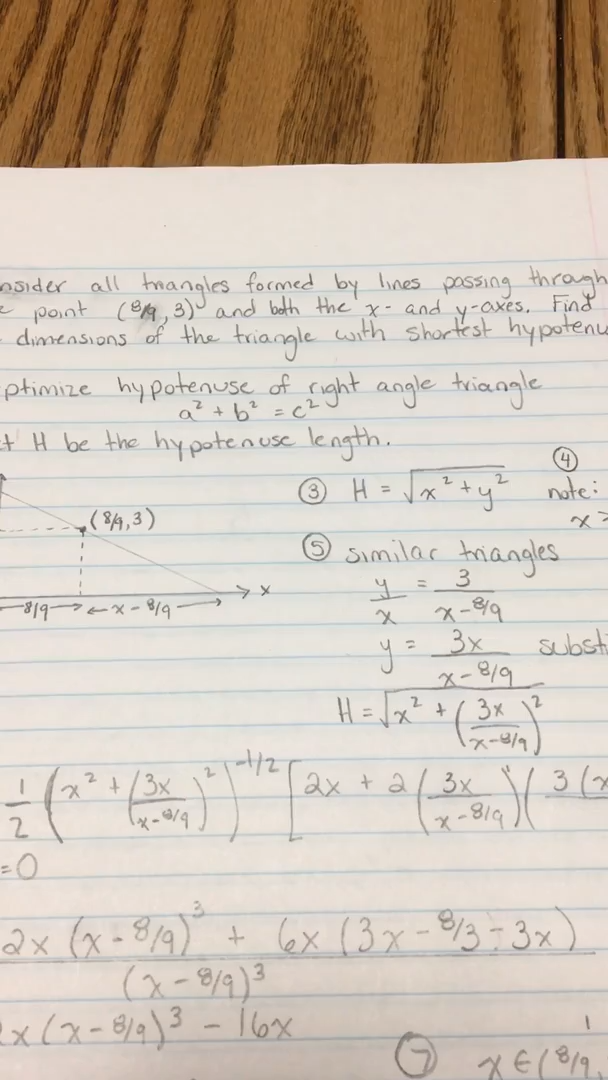 nsider all triangles formed by lines passing through
e point (8/9, 3) and both the x- and y-axes. Find
dimensions of the triangle with shortest hypotenu
ptimize hypotenuse of right angle triangle
a² + b² = c²
t H be the hypotenuse length.
③ H = √(x² + y²)
④
note:
x >
(8/9, 3)
⑤ similar triangles
x
y/x = 3/(x-8/9)
8/9 → ← x - 8/9 →
y = 3x/(x-8/9) substi
H = √(x² + (3x/(x-8/9))²)
1/2 (x² + (3x/(x-8/9))²)^(-1/2) [2x + 2 (3x/(x-8/9)) (3(x
=0
2x (x - 8/9)³ + 6x (3x - 8/3 - 3x)
(x - 8/9)³
x (x - 8/9)³ - 16x
⑦ x ∈ (8/9,